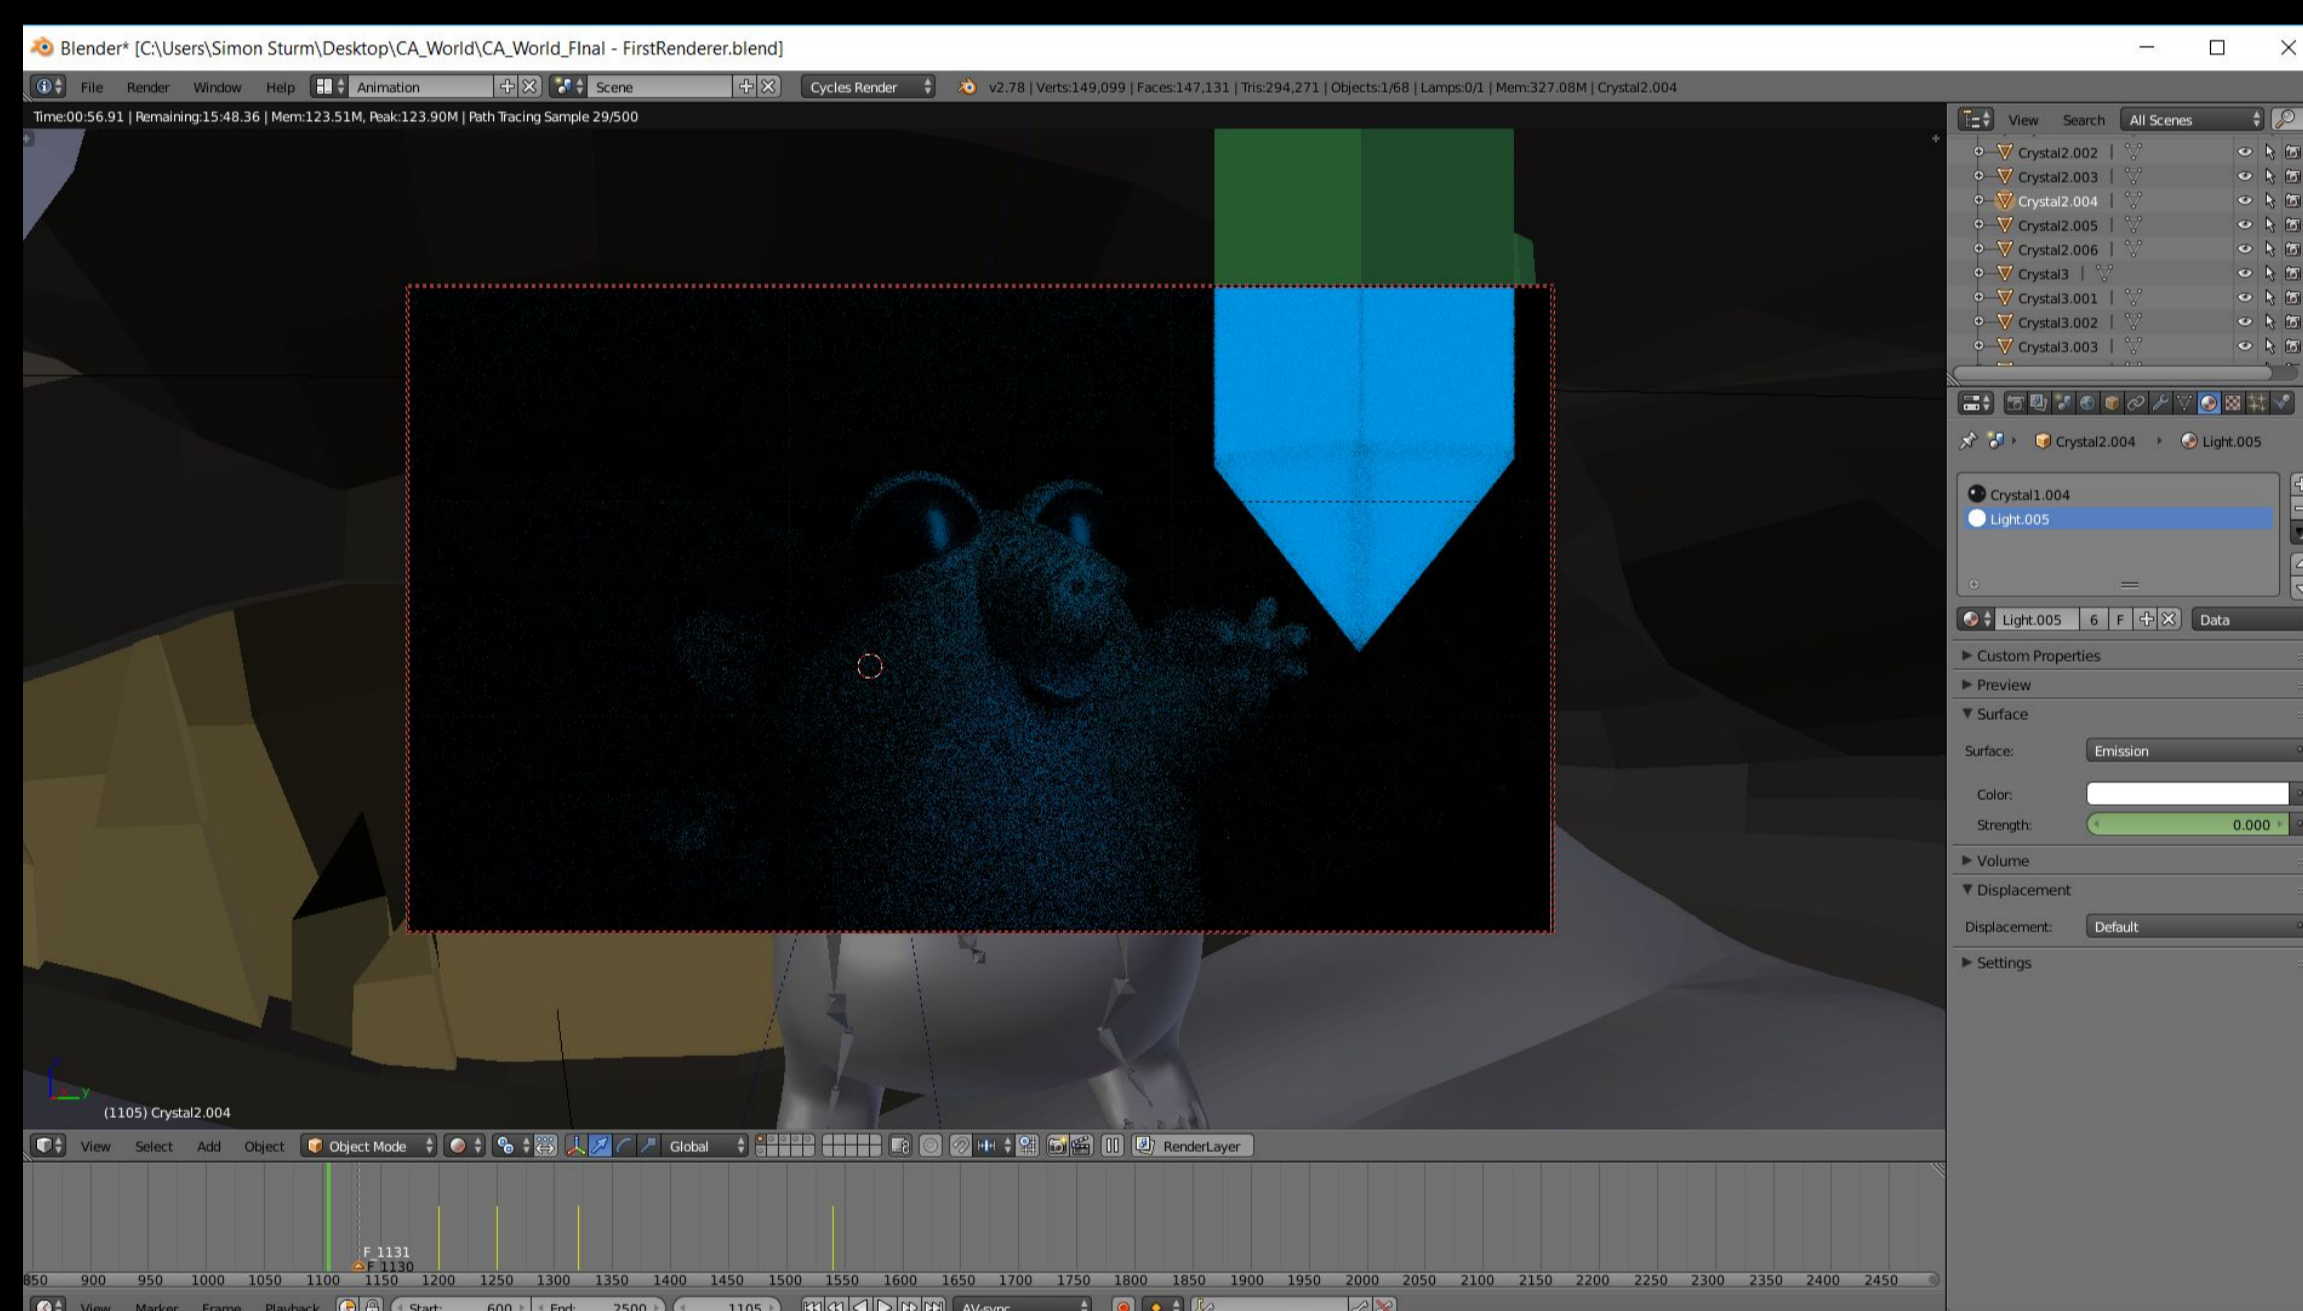 Blender* [C:\Users\Simon Sturm\Desktop\CA_World\CA_World_FInal - FirstRenderer.blend]
File Render Window Help Animation Scene Cycles Render v2.78 | Verts:149,099 | Faces:147,131 | Tris:294,271 | Objects:1/68 | Lamps:0/1 | Mem:327.08M | Crystal2.004
Time:00:56.91 | Remaining:15:48.36 | Mem:123.51M, Peak:123.90M | Path Tracing Sample 29/500
View Search All Scenes
Crystal2.002
Crystal2.003
Crystal2.004
Crystal2.005
Crystal2.006
Crystal3
Crystal3.001
Crystal3.002
Crystal3.003
Crystal2.004 Light.005
Crystal1.004
Light.005
Light.005 6 F Data
Custom Properties
Preview
Surface
Surface: Emission
Color:
Strength: 0.000
Volume
Displacement
Displacement: Default
Settings
y
(1105) Crystal2.004
View Select Add Object Object Mode Global RenderLayer
F_1131
F_1130
850 900 950 1000 1050 1100 1150 1200 1250 1300 1350 1400 1450 1500 1550 1600 1650 1700 1750 1800 1850 1900 1950 2000 2050 2100 2150 2200 2250 2300 2350 2400 2450
View Marker Frame Playback Start: 600 End: 2500 1105 AV-sync